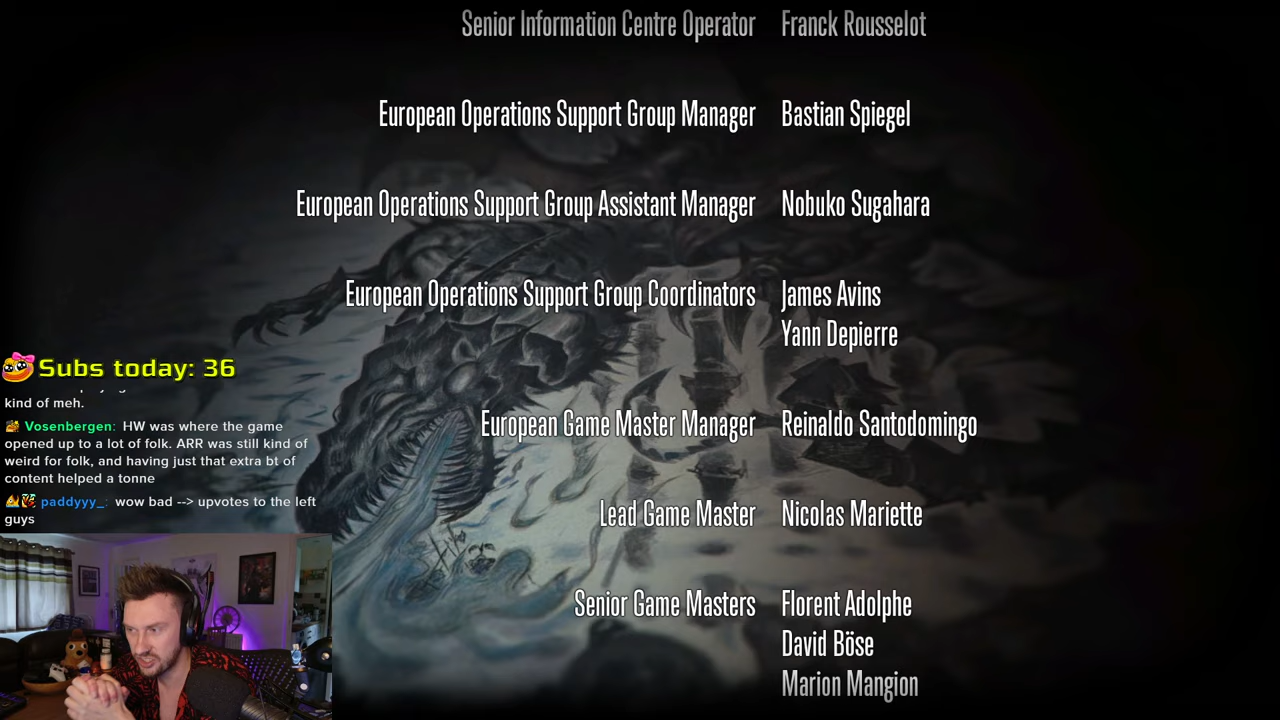 Senior Information Centre Operator Franck Rousselot
European Operations Support Group Manager Bastian Spiegel
European Operations Support Group Assistant Manager Nobuko Sugahara
European Operations Support Group Coordinators James Avins
Yann Depierre
European Game Master Manager Reinaldo Santodomingo
Lead Game Master Nicolas Mariette
Senior Game Masters Florent Adolphe
David Böse
Marion Mangion
Subs today: 36
kind of meh.
Vosenbergen: HW was where the game
opened up to a lot of folk. ARR was still kind of
weird for folk, and having just that extra bt of
content helped a tonne
paddyyy_: wow bad --> upvotes to the left
guys